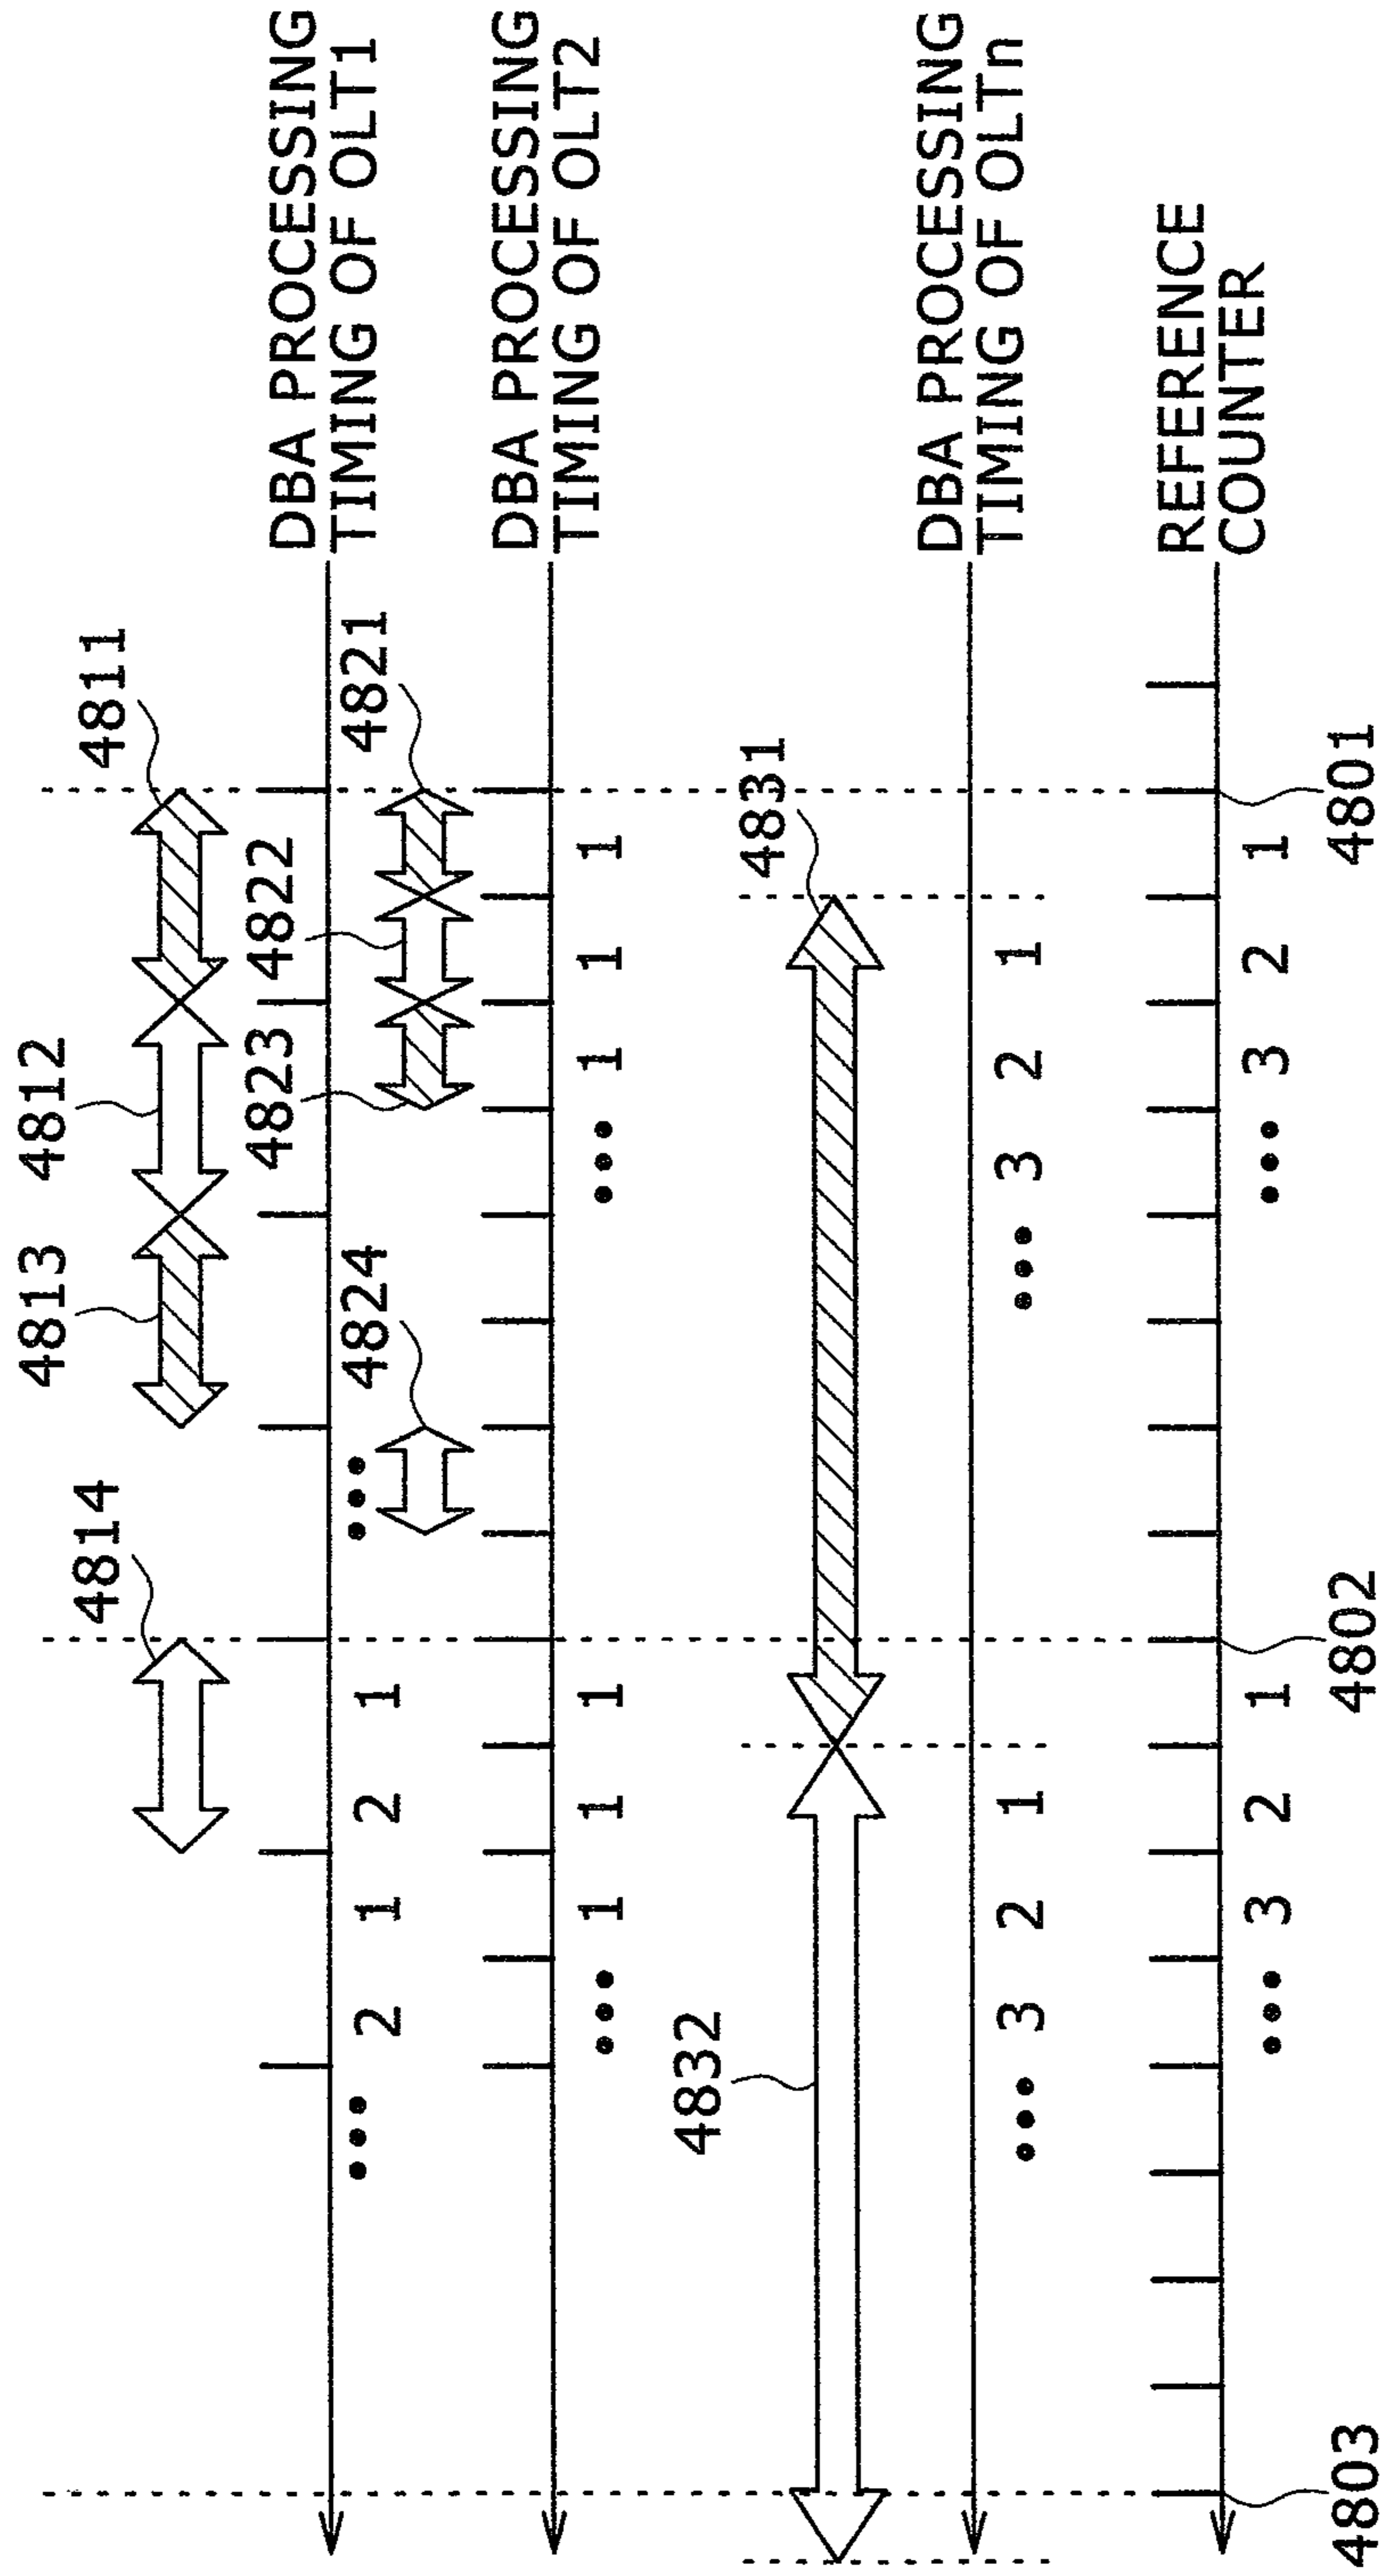 4813 4812
4814 4811
4823 4822
DBA PROCESSING
TIMING OF OLT1
4824 4821
••• 2 1 2 1 •••
DBA PROCESSING
TIMING OF OLT2
••• 1 1 1 ••• 1 1 1
4832 4831
DBA PROCESSING
TIMING OF OLTn
••• 3 2 1 ••• 3 2 1
REFERENCE
COUNTER
••• 3 2 1 ••• 3 2 1
4803 4802 4801